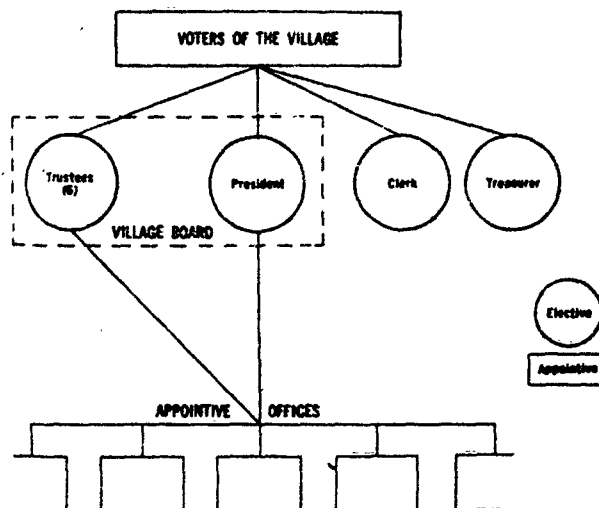 VOTERS OF THE VILLAGE
Trustees
(6)
President
Clerk
Treasurer
VILLAGE BOARD
Elective
Appointive
APPOINTIVE OFFICES